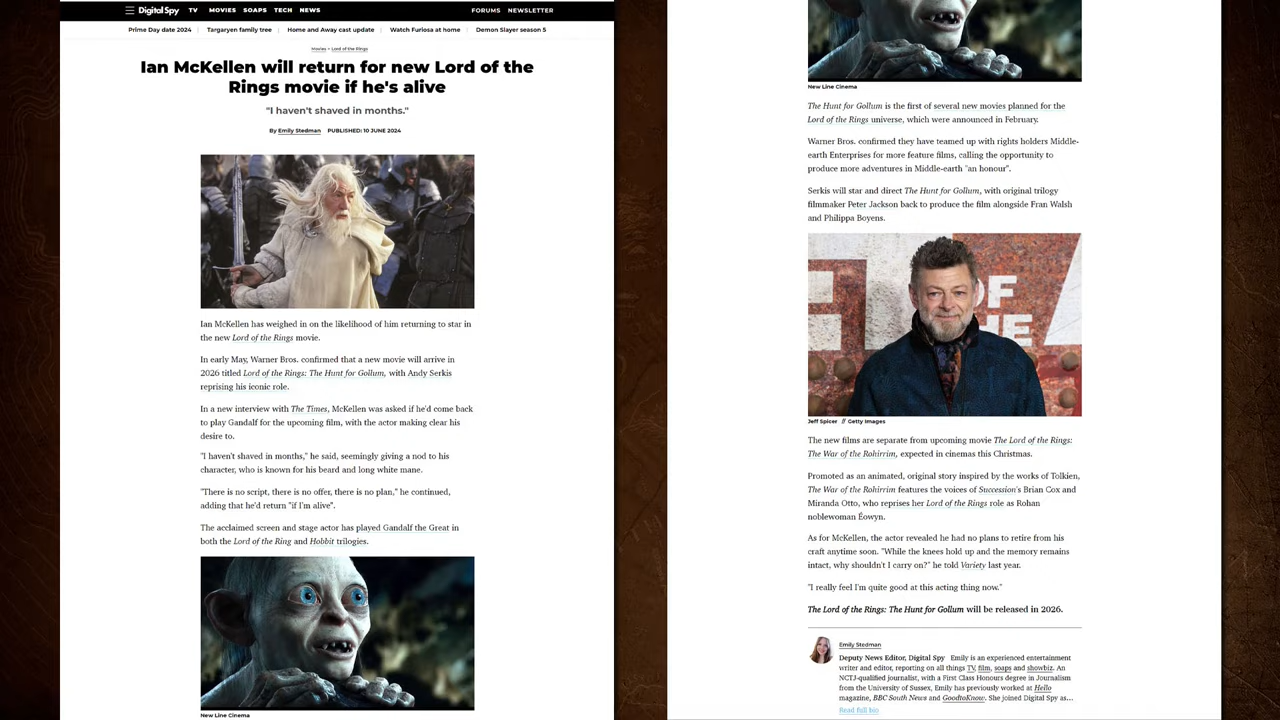 Digital Spy TV MOVIES SOAPS TECH NEWS FORUMS NEWSLETTER
Prime Day date 2024 Targaryen family tree Home and Away cast update Watch Furiosa at home Demon Slayer season 5
Movies > Lord of the Rings
Ian McKellen will return for new Lord of the
Rings movie if he's alive
"I haven't shaved in months."
By Emily Stedman PUBLISHED: 10 JUNE 2024
Ian McKellen has weighed in on the likelihood of him returning to star in
the new Lord of the Rings movie.
In early May, Warner Bros. confirmed that a new movie will arrive in
2026 titled Lord of the Rings: The Hunt for Gollum, with Andy Serkis
reprising his iconic role.
In a new interview with The Times, McKellen was asked if he'd come back
to play Gandalf for the upcoming film, with the actor making clear his
desire to.
"I haven't shaved in months," he said, seemingly giving a nod to his
character, who is known for his beard and long white mane.
"There is no script, there is no offer, there is no plan," he continued,
adding that he'd return "if I'm alive".
The acclaimed screen and stage actor has played Gandalf the Great in
both the Lord of the Ring and Hobbit trilogies.
New Line Cinema
New Line Cinema
The Hunt for Gollum is the first of several new movies planned for the
Lord of the Rings universe, which were announced in February.
Warner Bros. confirmed they have teamed up with rights holders Middle-
earth Enterprises for more feature films, calling the opportunity to
produce more adventures in Middle-earth "an honour".
Serkis will star and direct The Hunt for Gollum, with original trilogy
filmmaker Peter Jackson back to produce the film alongside Fran Walsh
and Philippa Boyens.
Jeff Spicer // Getty Images
The new films are separate from upcoming movie The Lord of the Rings:
The War of the Rohirrim, expected in cinemas this Christmas.
Promoted as an animated, original story inspired by the works of Tolkien,
The War of the Rohirrim features the voices of Succession's Brian Cox and
Miranda Otto, who reprises her Lord of the Rings role as Rohan
noblewoman Éowyn.
As for McKellen, the actor revealed he had no plans to retire from his
craft anytime soon. "While the knees hold up and the memory remains
intact, why shouldn't I carry on?" he told Variety last year.
"I really feel I'm quite good at this acting thing now."
The Lord of the Rings: The Hunt for Gollum will be released in 2026.
Emily Stedman
Deputy News Editor, Digital Spy Emily is an experienced entertainment
writer and editor, reporting on all things TV, film, soaps and showbiz. An
NCTJ-qualified journalist, with a First Class Honours degree in Journalism
from the University of Sussex, Emily has previously worked at Hello
magazine, BBC South News and GoodtoKnow. She joined Digital Spy as...
Read full bio